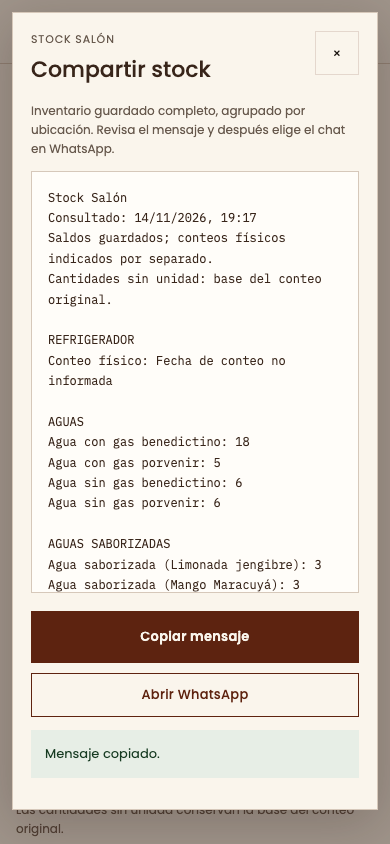 STOCK SALÓN
Compartir stock
×
Inventario guardado completo, agrupado por
ubicación. Revisa el mensaje y después elige el chat
en WhatsApp.
Stock Salón
Consultado: 14/11/2026, 19:17
Saldos guardados; conteos físicos
indicados por separado.
Cantidades sin unidad: base del conteo
original.
REFRIGERADOR
Conteo físico: Fecha de conteo no
informada
AGUAS
Agua con gas benedictino: 18
Agua con gas porvenir: 5
Agua sin gas benedictino: 6
Agua sin gas porvenir: 6
AGUAS SABORIZADAS
Agua saborizada (Limonada jengibre): 3
Agua saborizada (Mango Maracuyá): 3
Copiar mensaje
Abrir WhatsApp
Mensaje copiado.
Las cantidades sin unidad conservan la base del conteo
original.